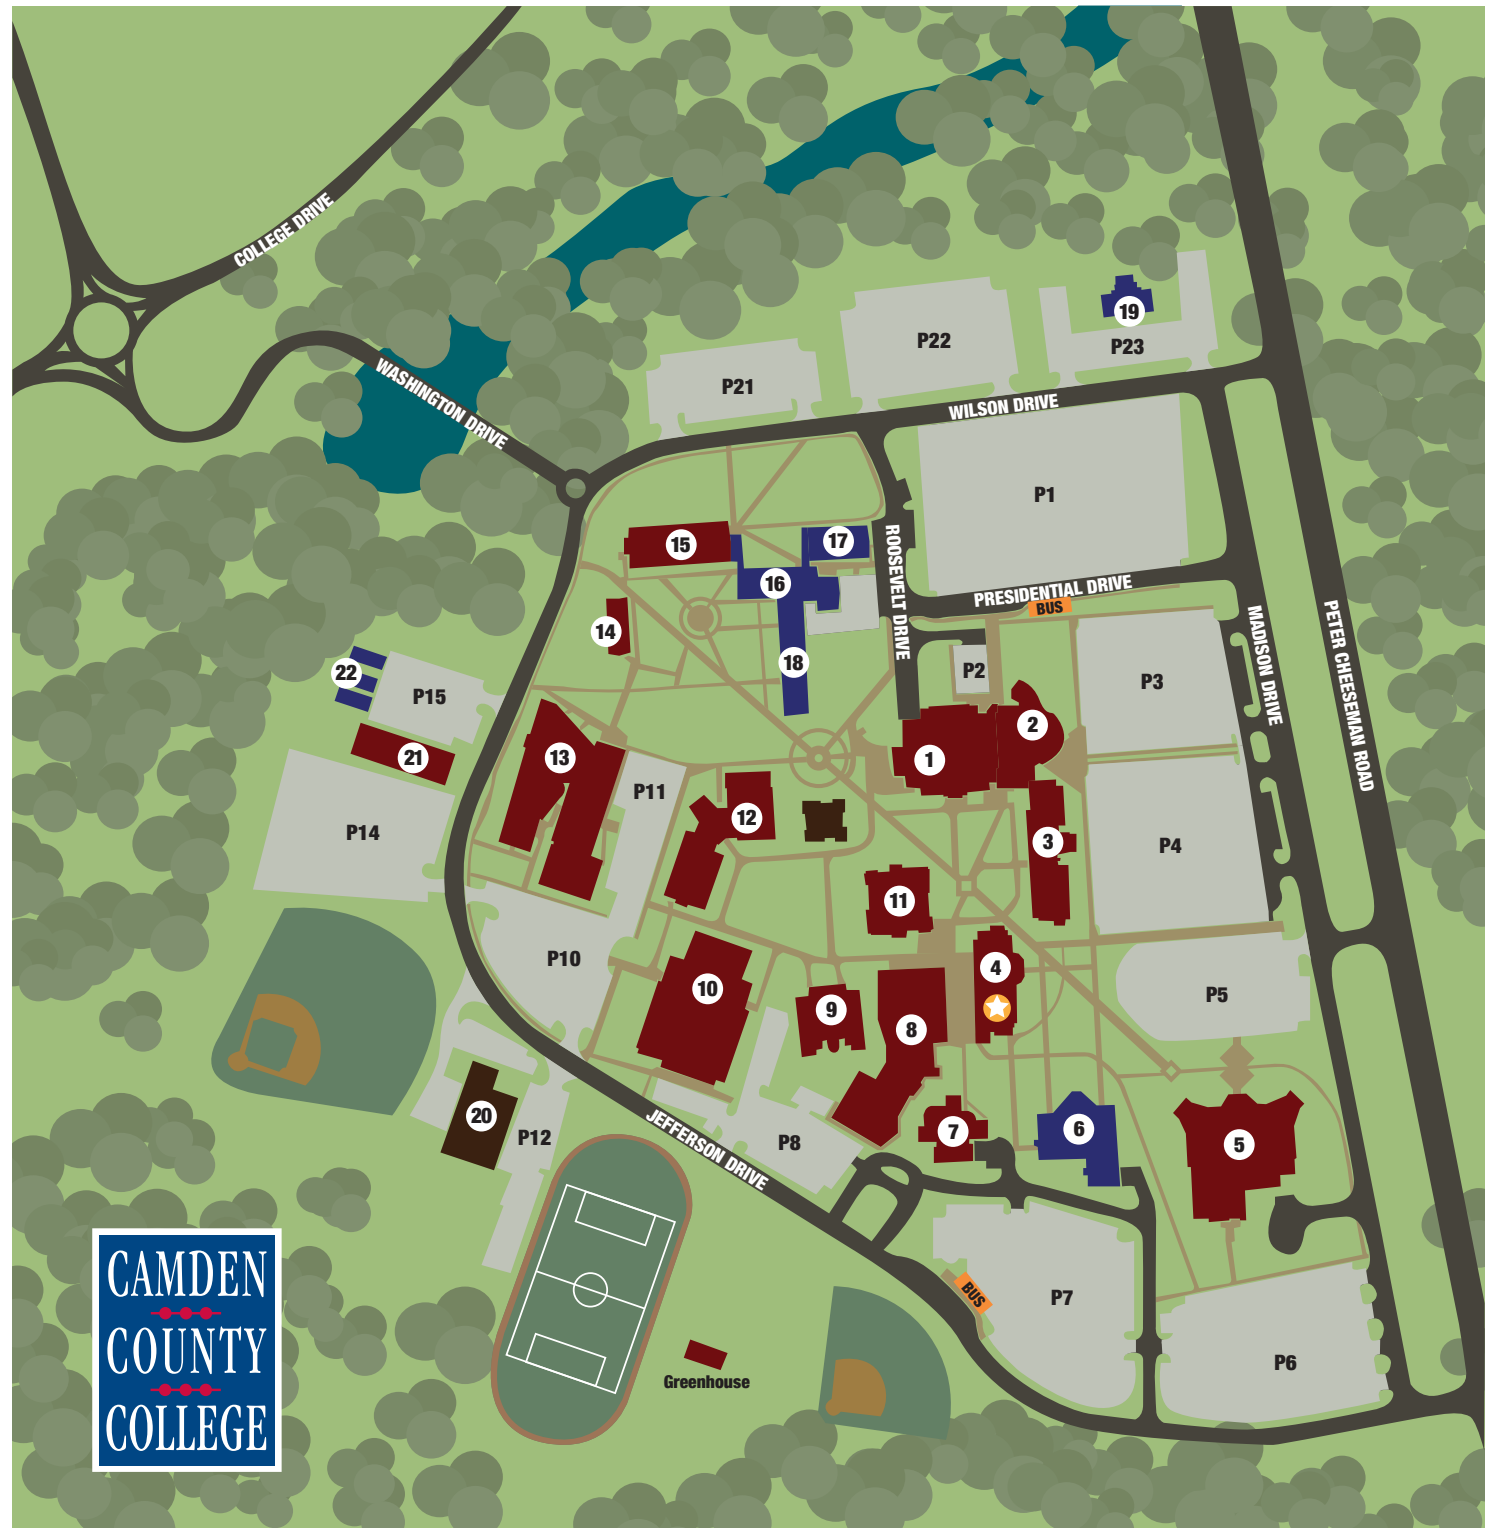 COLLEGE DRIVE
WASHINGTON DRIVE
19
P23
P22
P21
WILSON DRIVE
P1
15
17
16
ROOSEVELT DRIVE
PRESIDENTIAL DRIVE
BUS
14
18
22
P15
P2
P3
MADISON DRIVE
PETER CHEESEMAN ROAD
21
13
2
1
P11
12
P14
3
P4
11
P10
10
4
9
8
P5
20
P12
JEFFERSON DRIVE
P8
7
6
5
BUS
P7
P6
Greenhouse
CAMDEN
COUNTY
COLLEGE